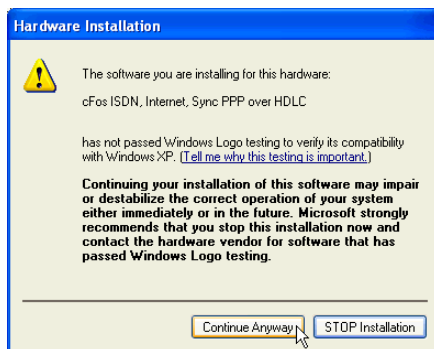 Hardware Installation
The software you are installing for this hardware:
cFos ISDN, Internet, Sync PPP over HDLC
has not passed Windows Logo testing to verify its compatibility
with Windows XP. (Tell me why this testing is important.)
Continuing your installation of this software may impair
or destabilize the correct operation of your system
either immediately or in the future. Microsoft strongly
recommends that you stop this installation now and
contact the hardware vendor for software that has
passed Windows Logo testing.
Continue Anyway
STOP Installation